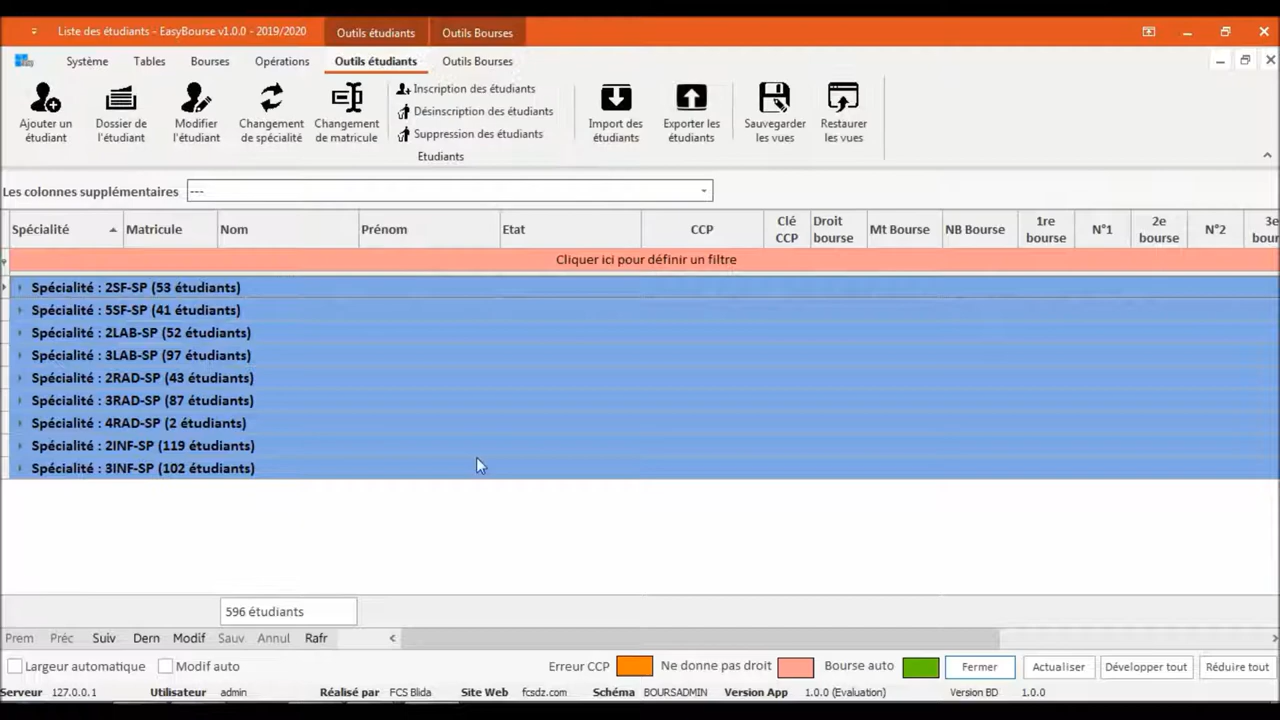 Liste des étudiants - EasyBourse v1.0.0 - 2019/2020
Outils étudiants
Outils Bourses
Système
Tables
Bourses
Opérations
Outils étudiants
Outils Bourses
Ajouter un étudiant
Dossier de l'étudiant
Modifier l'étudiant
Changement de spécialité
Changement de matricule
Inscription des étudiants
Désinscription des étudiants
Suppression des étudiants
Etudiants
Import des étudiants
Exporter les étudiants
Sauvegarder les vues
Restaurer les vues
Les colonnes supplémentaires
---
Spécialité
Matricule
Nom
Prénom
Etat
CCP
Clé CCP
Droit bourse
Mt Bourse
NB Bourse
1re bourse
N°1
2e bourse
N°2
3e
Cliquer ici pour définir un filtre
Spécialité : 2SF-SP (53 étudiants)
Spécialité : 5SF-SP (41 étudiants)
Spécialité : 2LAB-SP (52 étudiants)
Spécialité : 3LAB-SP (97 étudiants)
Spécialité : 2RAD-SP (43 étudiants)
Spécialité : 3RAD-SP (87 étudiants)
Spécialité : 4RAD-SP (2 étudiants)
Spécialité : 2INF-SP (119 étudiants)
Spécialité : 3INF-SP (102 étudiants)
596 étudiants
Prem Préc Suiv Dern Modif Sauv Annul Rafr
Largeur automatique
Modif auto
Erreur CCP
Ne donne pas droit
Bourse auto
Fermer
Actualiser
Développer tout
Réduire tout
Serveur 127.0.0.1 Utilisateur admin Réalisé par FCS Blida Site Web fcsdz.com Schéma BOURSADMIN Version App 1.0.0 (Evaluation) Version BD 1.0.0